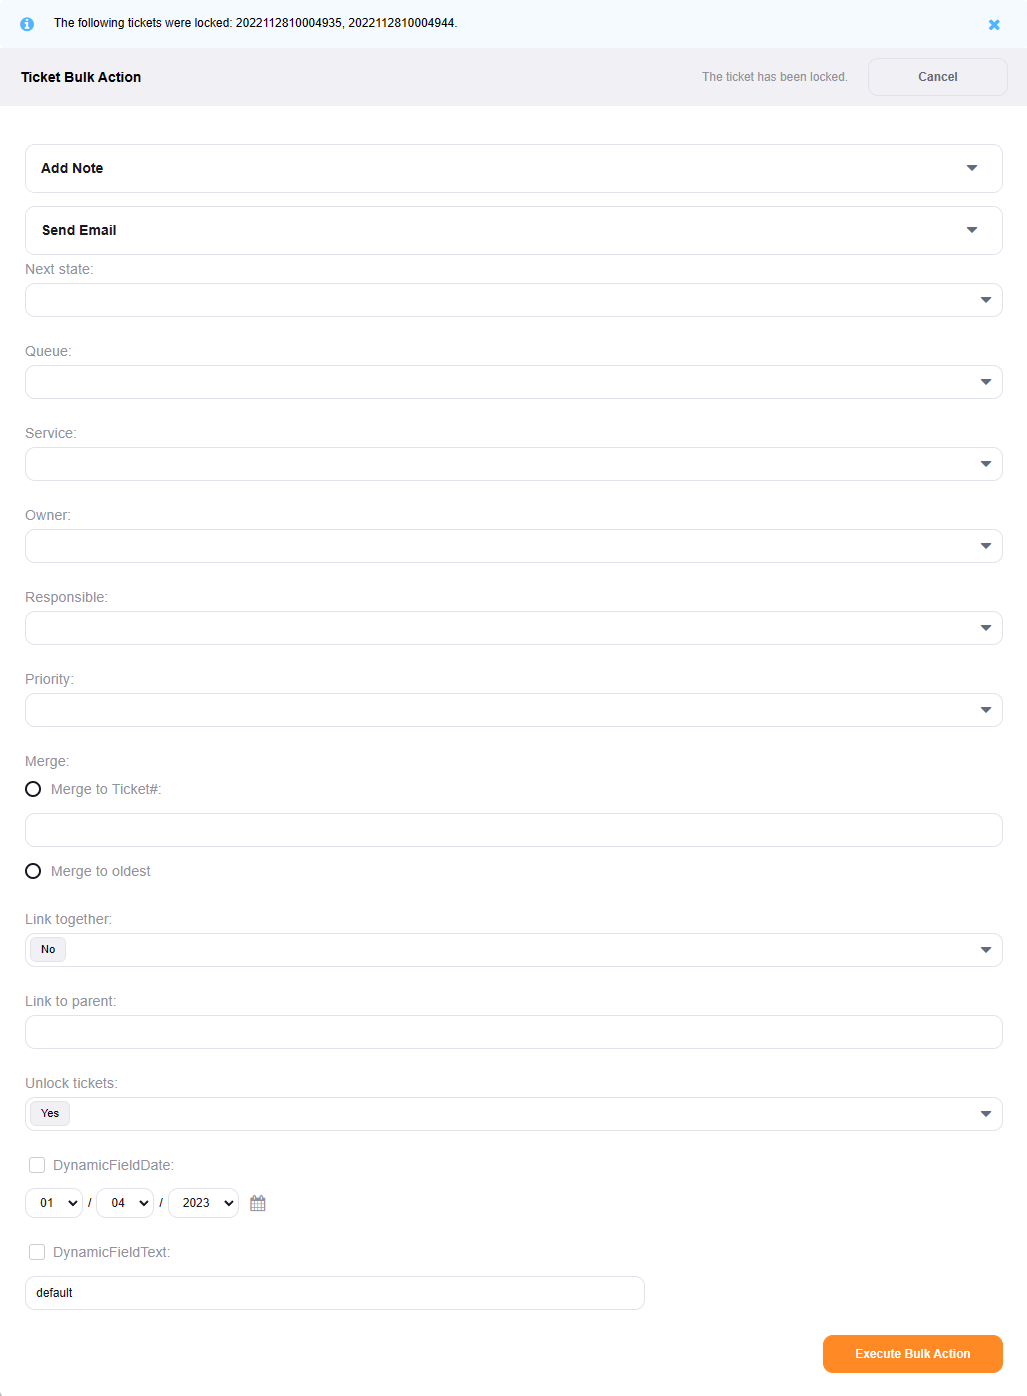 The following tickets were locked: 2022112810004935, 2022112810004944.
Ticket Bulk Action
The ticket has been locked.
Cancel
Add Note
Send Email
Next state:
Queue:
Service:
Owner:
Responsible:
Priority:
Merge:
Merge to Ticket#:
Merge to oldest
Link together:
No
Link to parent:
Unlock tickets:
Yes
DynamicFieldDate:
01 / 04 / 2023
DynamicFieldText:
default
Execute Bulk Action